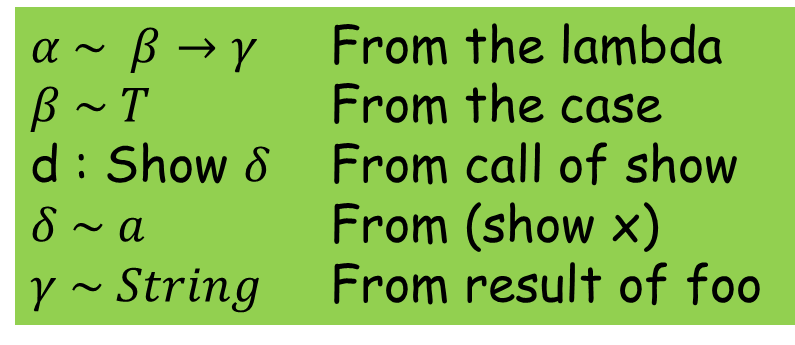 α ~ β → γ From the lambda
β ~ T From the case
d : Show δ From call of show
δ ~ a From (show x)
γ ~ String From result of foo